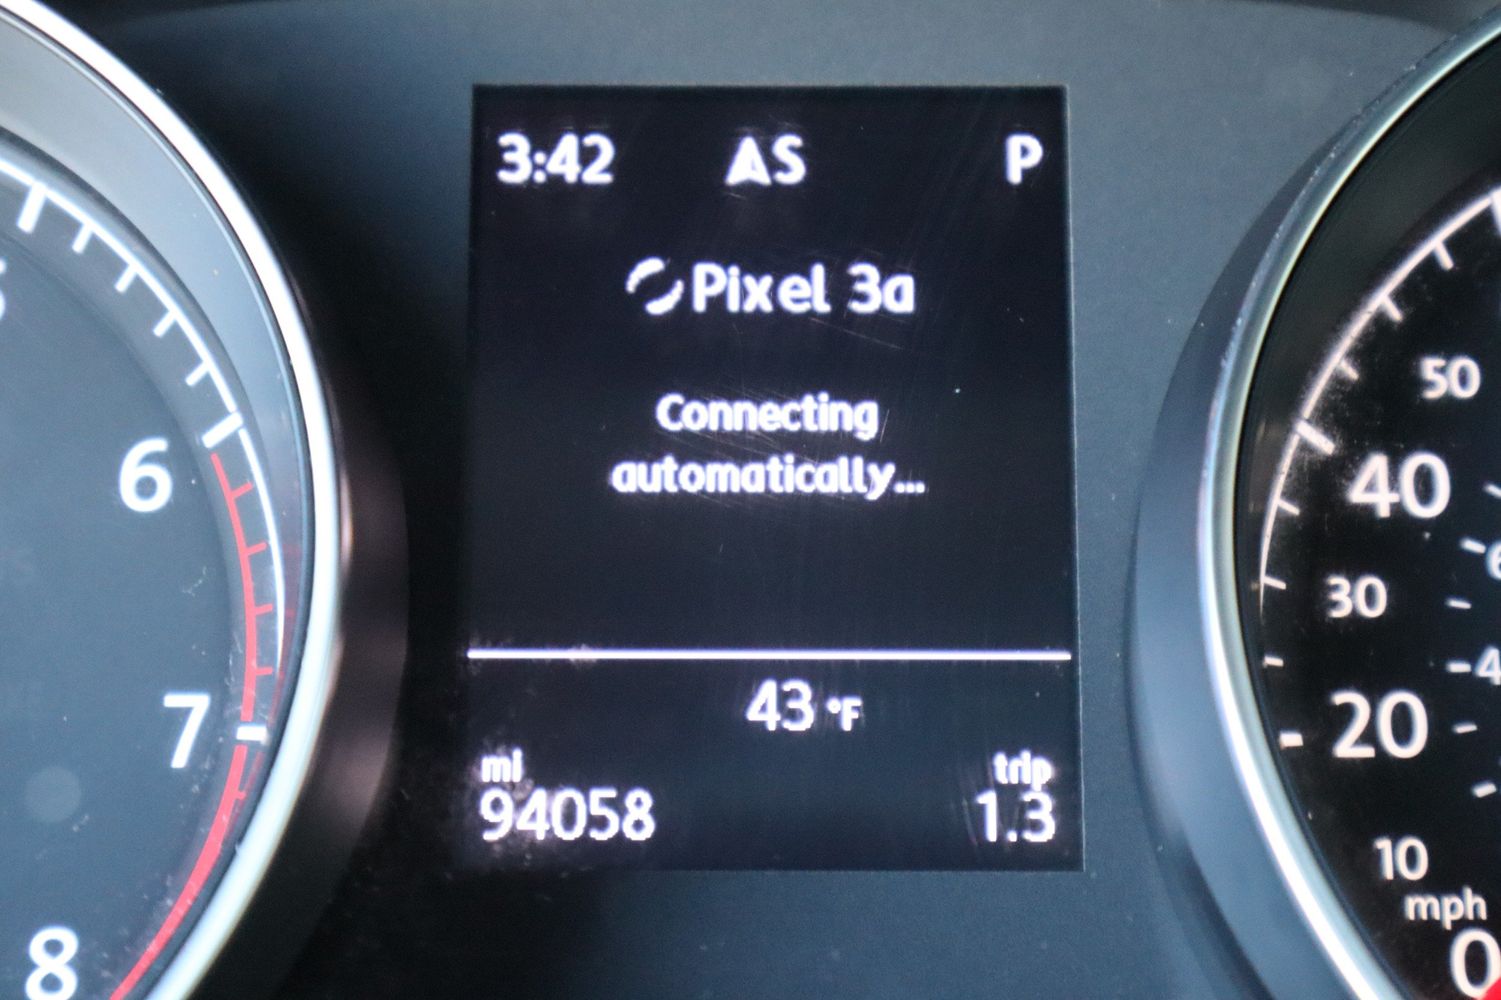 3:42 AS P
Pixel 3a
Connecting
automatically...
43 °F
mi trip
94058 1.3
6
7
8
50
40
30
20
10
mph
0